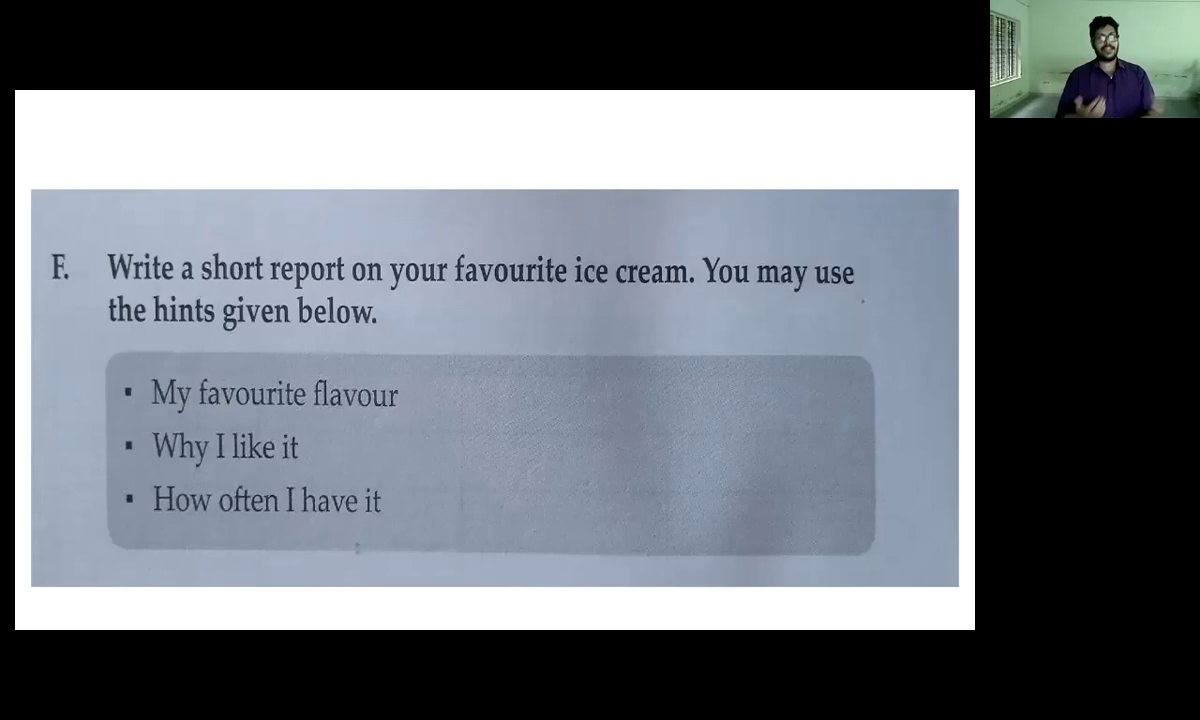 F. Write a short report on your favourite ice cream. You may use
the hints given below.
▪ My favourite flavour
▪ Why I like it
▪ How often I have it